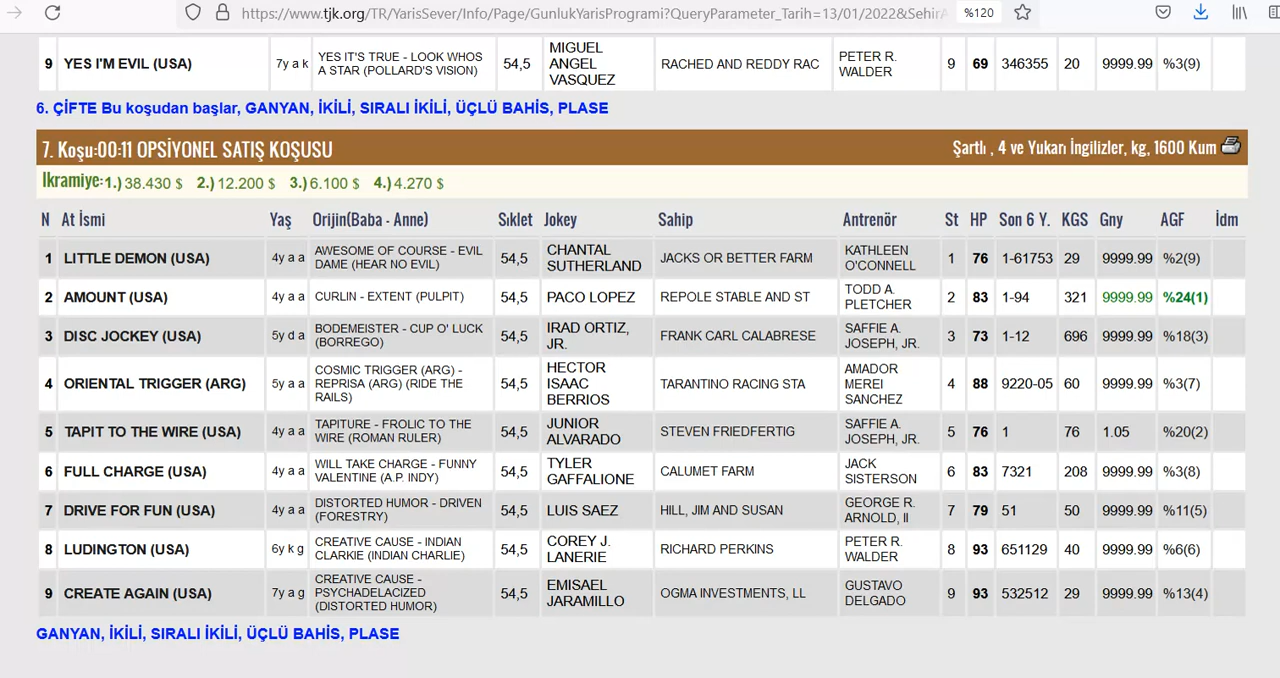 https://www.tjk.org/TR/YarisSever/Info/Page/GunlukYarisProgrami?QueryParameter_Tarih=13/01/2022&SehirA
%120
9 YES I'M EVIL (USA) 7y a k YES IT'S TRUE - LOOK WHOS A STAR (POLLARD'S VISION) 54,5 MIGUEL ANGEL VASQUEZ RACHED AND REDDY RAC PETER R. WALDER 9 69 346355 20 9999.99 %3(9)
6. ÇİFTE Bu koşudan başlar, GANYAN, İKİLİ, SIRALI İKİLİ, ÜÇLÜ BAHİS, PLASE
7. Koşu:00:11 OPSİYONEL SATIŞ KOŞUSU Şartlı , 4 ve Yukarı İngilizler, kg, 1600 Kum
İkramiye:1.) 38.430 $ 2.) 12.200 $ 3.) 6.100 $ 4.) 4.270 $
N At İsmi Yaş Orijin(Baba - Anne) Sıklet Jokey Sahip Antrenör St HP Son 6 Y. KGS Gny AGF İdm
1 LITTLE DEMON (USA) 4y a a AWESOME OF COURSE - EVIL DAME (HEAR NO EVIL) 54,5 CHANTAL SUTHERLAND JACKS OR BETTER FARM KATHLEEN O'CONNELL 1 76 1-61753 29 9999.99 %2(9)
2 AMOUNT (USA) 4y a a CURLIN - EXTENT (PULPIT) 54,5 PACO LOPEZ REPOLE STABLE AND ST TODD A. PLETCHER 2 83 1-94 321 9999.99 %24(1)
3 DISC JOCKEY (USA) 5y d a BODEMEISTER - CUP O' LUCK (BORREGO) 54,5 IRAD ORTIZ, JR. FRANK CARL CALABRESE SAFFIE A. JOSEPH, JR. 3 73 1-12 696 9999.99 %18(3)
4 ORIENTAL TRIGGER (ARG) 5y a a COSMIC TRIGGER (ARG) - REPRISA (ARG) (RIDE THE RAILS) 54,5 HECTOR ISAAC BERRIOS TARANTINO RACING STA AMADOR MEREI SANCHEZ 4 88 9220-05 60 9999.99 %3(7)
5 TAPIT TO THE WIRE (USA) 4y a a TAPITURE - FROLIC TO THE WIRE (ROMAN RULER) 54,5 JUNIOR ALVARADO STEVEN FRIEDFERTIG SAFFIE A. JOSEPH, JR. 5 76 1 76 1.05 %20(2)
6 FULL CHARGE (USA) 4y a a WILL TAKE CHARGE - FUNNY VALENTINE (A.P. INDY) 54,5 TYLER GAFFALIONE CALUMET FARM JACK SISTERSON 6 83 7321 208 9999.99 %3(8)
7 DRIVE FOR FUN (USA) 4y a a DISTORTED HUMOR - DRIVEN (FORESTRY) 54,5 LUIS SAEZ HILL, JIM AND SUSAN GEORGE R. ARNOLD, II 7 79 51 50 9999.99 %11(5)
8 LUDINGTON (USA) 6y k g CREATIVE CAUSE - INDIAN CLARKIE (INDIAN CHARLIE) 54,5 COREY J. LANERIE RICHARD PERKINS PETER R. WALDER 8 93 651129 40 9999.99 %6(6)
9 CREATE AGAIN (USA) 7y a g CREATIVE CAUSE - PSYCHADELACIZED (DISTORTED HUMOR) 54,5 EMISAEL JARAMILLO OGMA INVESTMENTS, LL GUSTAVO DELGADO 9 93 532512 29 9999.99 %13(4)
GANYAN, İKİLİ, SIRALI İKİLİ, ÜÇLÜ BAHİS, PLASE